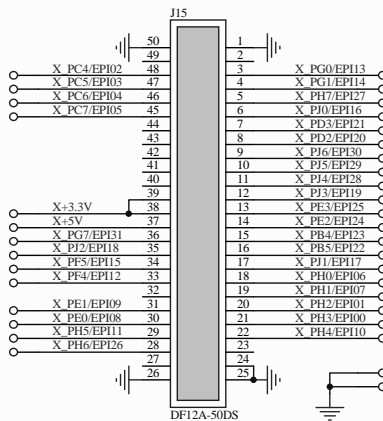 J15
50 1
49 2
X_PC4/EPI02 48 3 X_PG0/EPI13
X_PC5/EPI03 47 4 X_PG1/EPI14
X_PC6/EPI04 46 5 X_PH7/EPI27
X_PC7/EPI05 45 6 X_PJ0/EPI16
44 7 X_PD3/EPI21
43 8 X_PD2/EPI20
42 9 X_PJ6/EPI30
41 10 X_PJ5/EPI29
40 11 X_PJ4/EPI28
39 12 X_PJ3/EPI19
X+3.3V 38 13 X_PE3/EPI25
X+5V 37 14 X_PE2/EPI24
X_PG7/EPI31 36 15 X_PB4/EPI23
X_PJ2/EPI18 35 16 X_PB5/EPI22
X_PF5/EPI15 34 17 X_PJ1/EPI17
X_PF4/EPI12 33 18 X_PH0/EPI06
32 19 X_PH1/EPI07
X_PE1/EPI09 31 20 X_PH2/EPI01
X_PE0/EPI08 30 21 X_PH3/EPI00
X_PH5/EPI11 29 22 X_PH4/EPI10
X_PH6/EPI26 28 23
27 24
26 25
DF12A-50DS